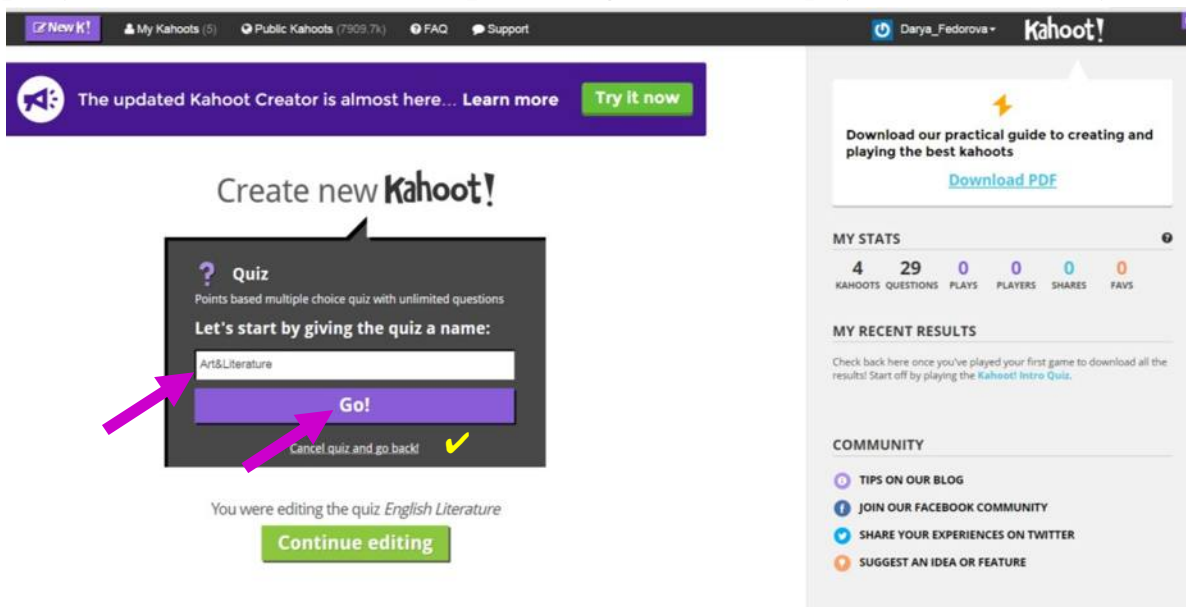 New K!
My Kahoots (5)
Public Kahoots (7909.7k)
FAQ
Support
Darya_Fedorova
Kahoot!
The updated Kahoot Creator is almost here... Learn more
Try it now
Create new Kahoot!
? Quiz
Points based multiple choice quiz with unlimited questions
Let's start by giving the quiz a name:
Art&Literature
Go!
Cancel quiz and go back!
You were editing the quiz English Literature
Continue editing
Download our practical guide to creating and
playing the best kahoots
Download PDF
MY STATS
4 29 0 0 0 0
KAHOOTS QUESTIONS PLAYS PLAYERS SHARES FAVS
MY RECENT RESULTS
Check back here once you've played your first game to download all the
results! Start off by playing the Kahoot! Intro Quiz.
COMMUNITY
TIPS ON OUR BLOG
JOIN OUR FACEBOOK COMMUNITY
SHARE YOUR EXPERIENCES ON TWITTER
SUGGEST AN IDEA OR FEATURE